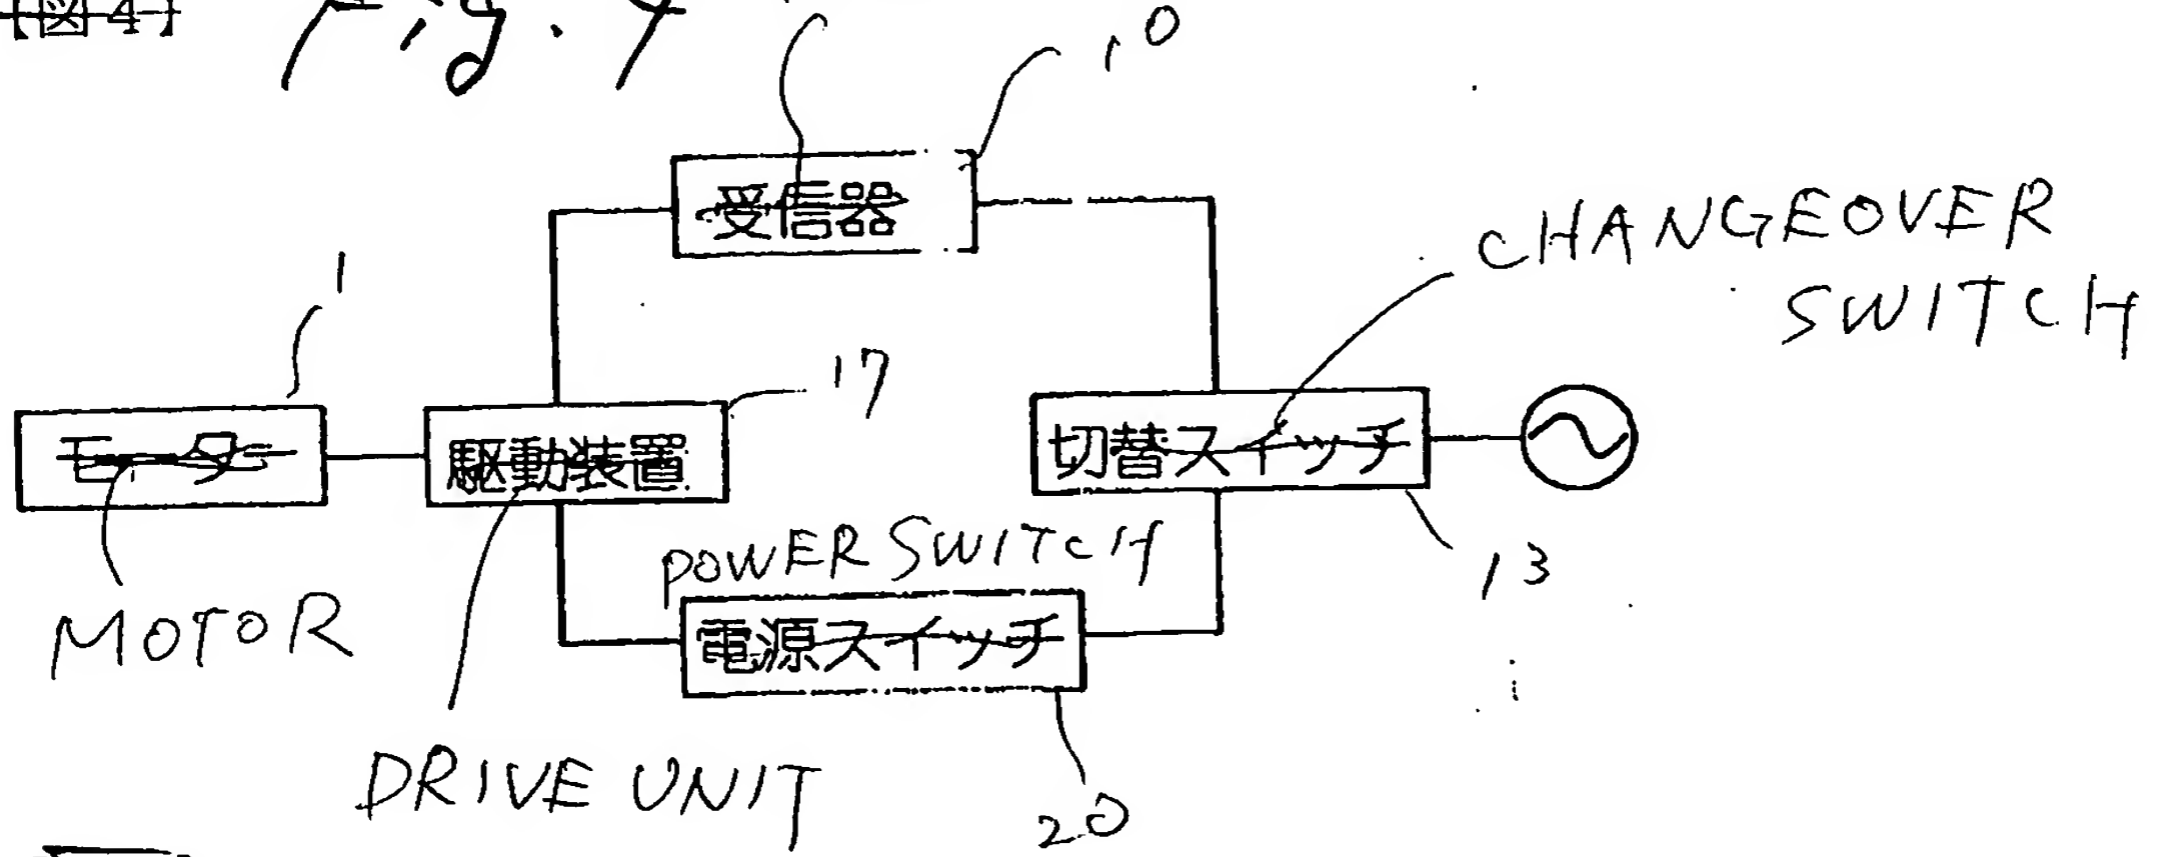 【図4】
Fig. 4
10
受信器
CHANGEOVER
SWITCH
1
17
モーター
駆動装置
切替スイッチ
POWER SWITCH
13
MOTOR
電源スイッチ
DRIVE UNIT
20